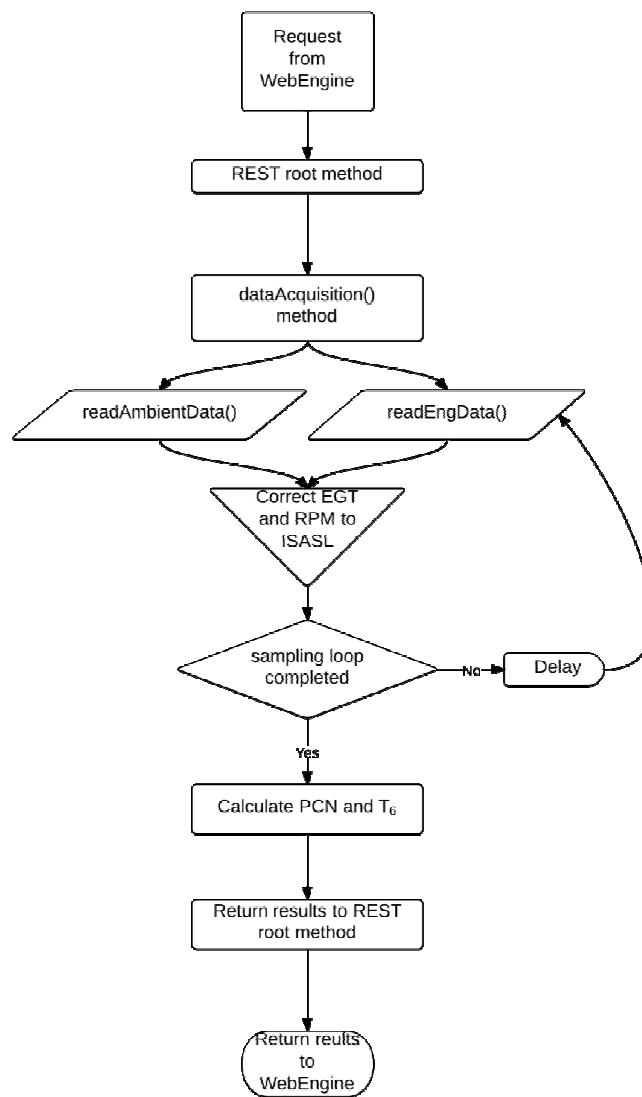 Request
from
WebEngine
REST root method
dataAcquisition()
method
readAmbientData()
readEngData()
Correct EGT
and RPM to
ISASL
sampling loop
completed
No
Delay
Yes
Calculate PCN and T₆
Return results to REST
root method
Return reults
to
WebEngine